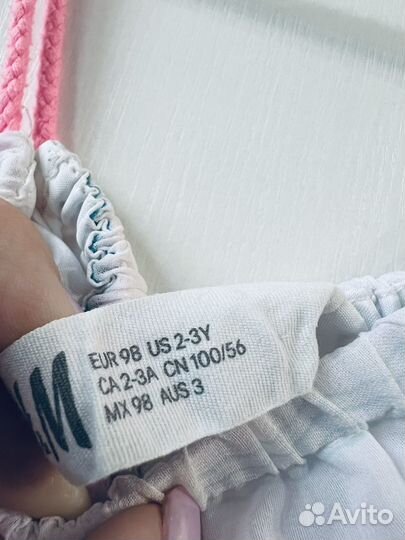 EUR 98 US 2-3Y
CA 2-3A CN 100/56
MX 98 AUS 3
M
Avito